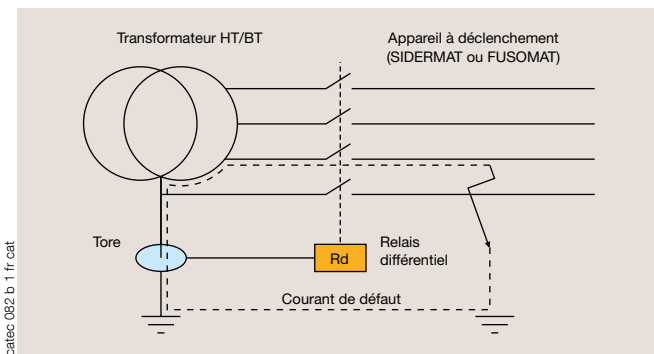 Transformateur HT/BT
Appareil à déclenchement
(SIDERMAT ou FUSOMAT)
Tore
Rd
Relais
différentiel
Courant de défaut
catec 082 b 1 fr cat